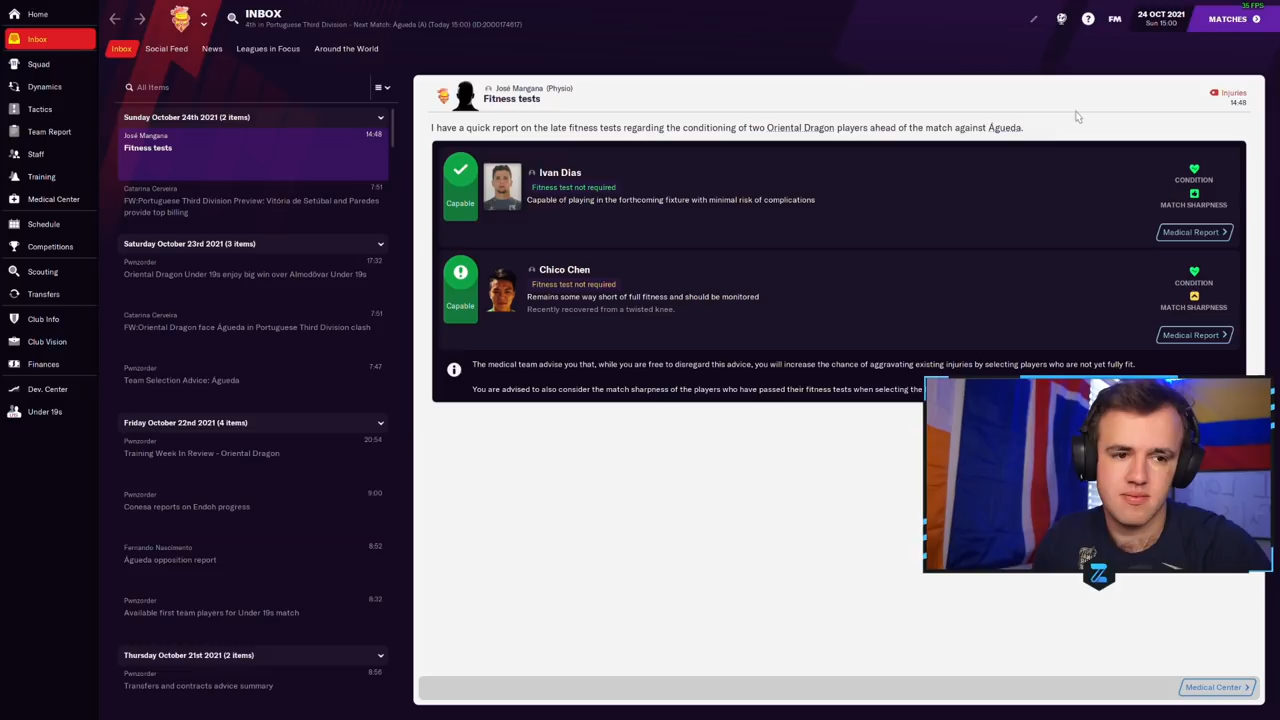 35 FPS
Home
Inbox
Squad
Dynamics
Tactics
Team Report
Staff
Training
Medical Center
Schedule
Competitions
Scouting
Transfers
Club Info
Club Vision
Finances
Dev. Center
Under 19s
INBOX
4th in Portuguese Third Division - Next Match: Águeda (A) (Today 15:00) (ID:2000174617)
FM
24 OCT 2021
Sun 15:00
MATCHES
Inbox
Social Feed
News
Leagues in Focus
Around the World
All Items
Sunday October 24th 2021 (2 items)
José Mangana 14:48
Fitness tests
Catarina Cerveira 7:51
FW:Portuguese Third Division Preview: Vitória de Setúbal and Paredes
provide top billing
Saturday October 23rd 2021 (3 items)
Pwnzorder 17:32
Oriental Dragon Under 19s enjoy big win over Almodôvar Under 19s
Catarina Cerveira 7:51
FW:Oriental Dragon face Águeda in Portuguese Third Division clash
Pwnzorder 7:47
Team Selection Advice: Águeda
Friday October 22nd 2021 (4 items)
Pwnzorder 20:54
Training Week In Review - Oriental Dragon
Pwnzorder 9:00
Conesa reports on Endoh progress
Fernando Nascimento 8:52
Águeda opposition report
Pwnzorder 8:32
Available first team players for Under 19s match
Thursday October 21st 2021 (2 items)
Pwnzorder 8:56
Transfers and contracts advice summary
José Mangana (Physio)
Fitness tests
Injuries
14:48
I have a quick report on the late fitness tests regarding the conditioning of two Oriental Dragon players ahead of the match against Águeda.
Capable
Ivan Dias
Fitness test not required
Capable of playing in the forthcoming fixture with minimal risk of complications
CONDITION
MATCH SHARPNESS
Medical Report
Capable
Chico Chen
Fitness test not required
Remains some way short of full fitness and should be monitored
Recently recovered from a twisted knee.
CONDITION
MATCH SHARPNESS
Medical Report
The medical team advise you that, while you are free to disregard this advice, you will increase the chance of aggravating existing injuries by selecting players who are not yet fully fit.
You are advised to also consider the match sharpness of the players who have passed their fitness tests when selecting the
Medical Center